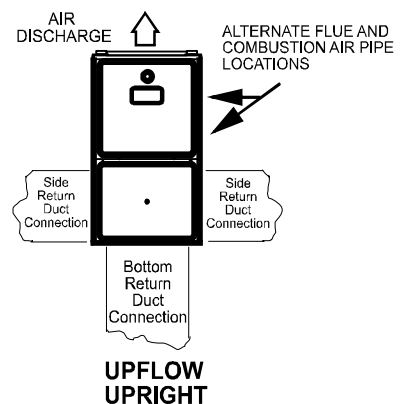 AIR
DISCHARGE
ALTERNATE FLUE AND
COMBUSTION AIR PIPE
LOCATIONS
Side
Return
Duct
Connection
Side
Return
Duct
Connection
Bottom
Return
Duct
Connection
UPFLOW
UPRIGHT